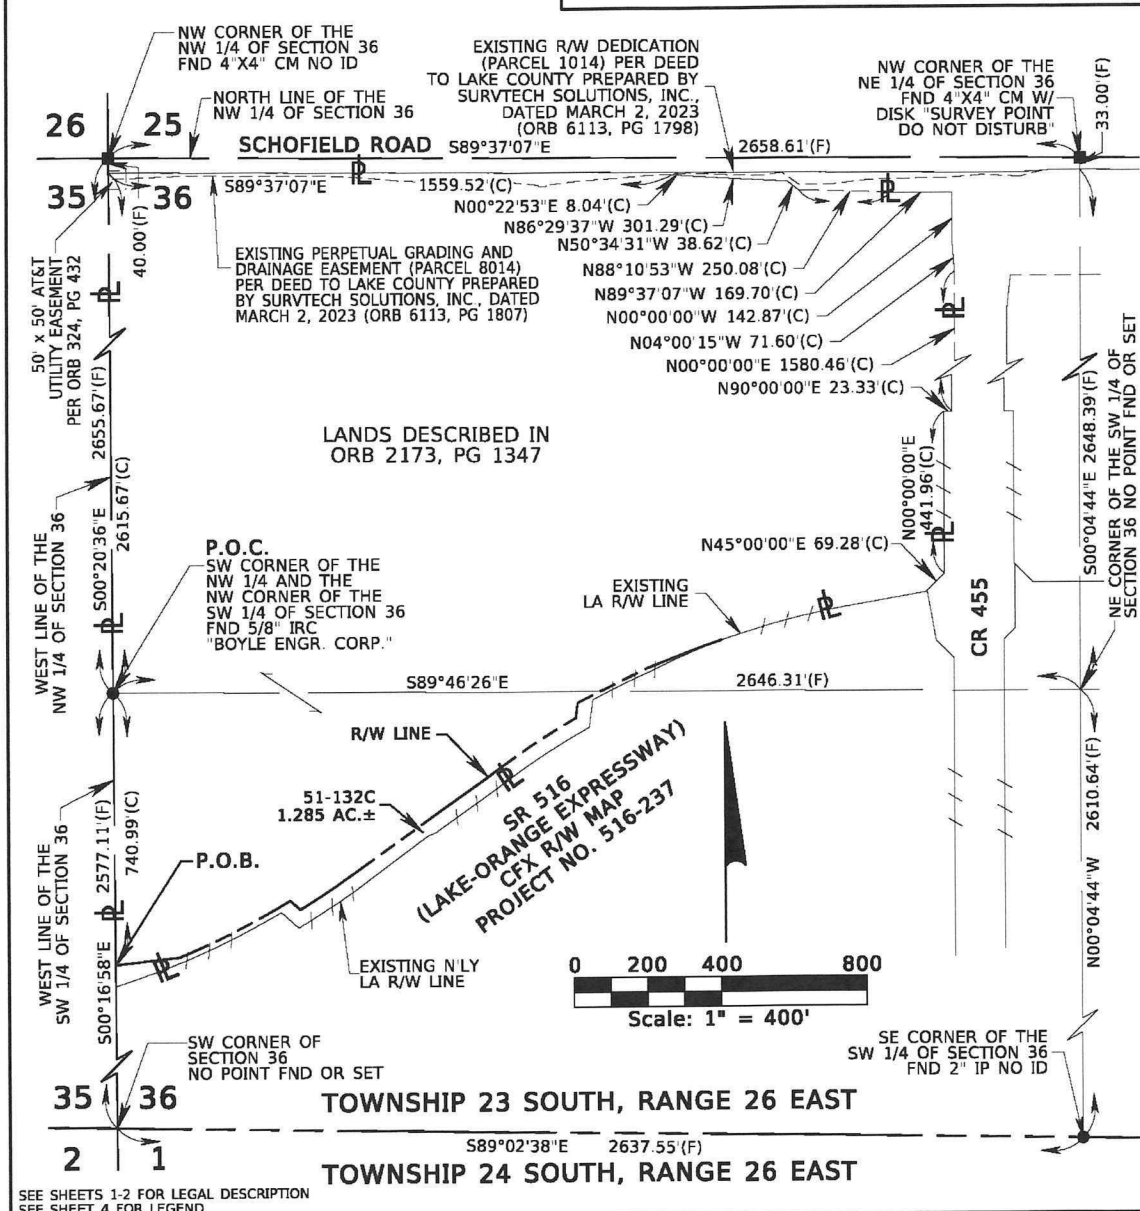 NW CORNER OF THE
NW 1/4 OF SECTION 36
FND 4"X4" CM NO ID
NORTH LINE OF THE
NW 1/4 OF SECTION 36
EXISTING R/W DEDICATION
(PARCEL 1014) PER DEED
TO LAKE COUNTY PREPARED BY
SURVTECH SOLUTIONS, INC.,
DATED MARCH 2, 2023
(ORB 6113, PG 1798)
NW CORNER OF THE
NE 1/4 OF SECTION 36
FND 4"X4" CM W/
DISK "SURVEY POINT
DO NOT DISTURB"
33.00'(F)
26 25
35 36
SCHOFIELD ROAD
S89°37'07"E
2658.61'(F)
PL
S89°37'07"E
1559.52'(C)
PL
40.00'(F)
N00°22'53"E 8.04'(C)
N86°29'37"W 301.29'(C)
N50°34'31"W 38.62'(C)
N88°10'53"W 250.08'(C)
N89°37'07"W 169.70'(C)
N00°00'00"W 142.87'(C)
N04°00'15"W 71.60'(C)
N00°00'00"E 1580.46'(C)
N90°00'00"E 23.33'(C)
EXISTING PERPETUAL GRADING AND
DRAINAGE EASEMENT (PARCEL 8014)
PER DEED TO LAKE COUNTY PREPARED
BY SURVTECH SOLUTIONS, INC., DATED
MARCH 2, 2023 (ORB 6113, PG 1807)
50' x 50' AT&T
UTILITY EASEMENT
PER ORB 324, PG 432
PL
PL
2655.67'(F)
S00°20'36"E
2615.67'(C)
WEST LINE OF THE
NW 1/4 OF SECTION 36
LANDS DESCRIBED IN
ORB 2173, PG 1347
N00°00'00"E
441.96'(C)
PL
S00°04'44"E 2648.39'(F)
NE CORNER OF THE SW 1/4 OF
SECTION 36 NO POINT FND OR SET
P.O.C.
SW CORNER OF THE
NW 1/4 AND THE
NW CORNER OF THE
SW 1/4 OF SECTION 36
FND 5/8" IRC
"BOYLE ENGR. CORP."
PL
N45°00'00"E 69.28'(C)
EXISTING
LA R/W LINE
PL
CR 455
S89°46'26"E
2646.31'(F)
R/W LINE
PL
51-132C
1.285 AC.±
SR 516
(LAKE-ORANGE EXPRESSWAY)
CFX R/W MAP
PROJECT NO. 516-237
2610.64'(F)
N00°04'44"W
2577.11'(F)
740.99'(C)
WEST LINE OF THE
SW 1/4 OF SECTION 36
P.O.B.
PL
PL
S00°16'58"E
EXISTING N'LY
LA R/W LINE
0 200 400 800
Scale: 1" = 400'
SW CORNER OF
SECTION 36
NO POINT FND OR SET
SE CORNER OF THE
SW 1/4 OF SECTION 36
FND 2" IP NO ID
35 36
TOWNSHIP 23 SOUTH, RANGE 26 EAST
S89°02'38"E 2637.55'(F)
2 1
TOWNSHIP 24 SOUTH, RANGE 26 EAST
SEE SHEETS 1-2 FOR LEGAL DESCRIPTION
SEE SHEET 4 FOR LEGEND